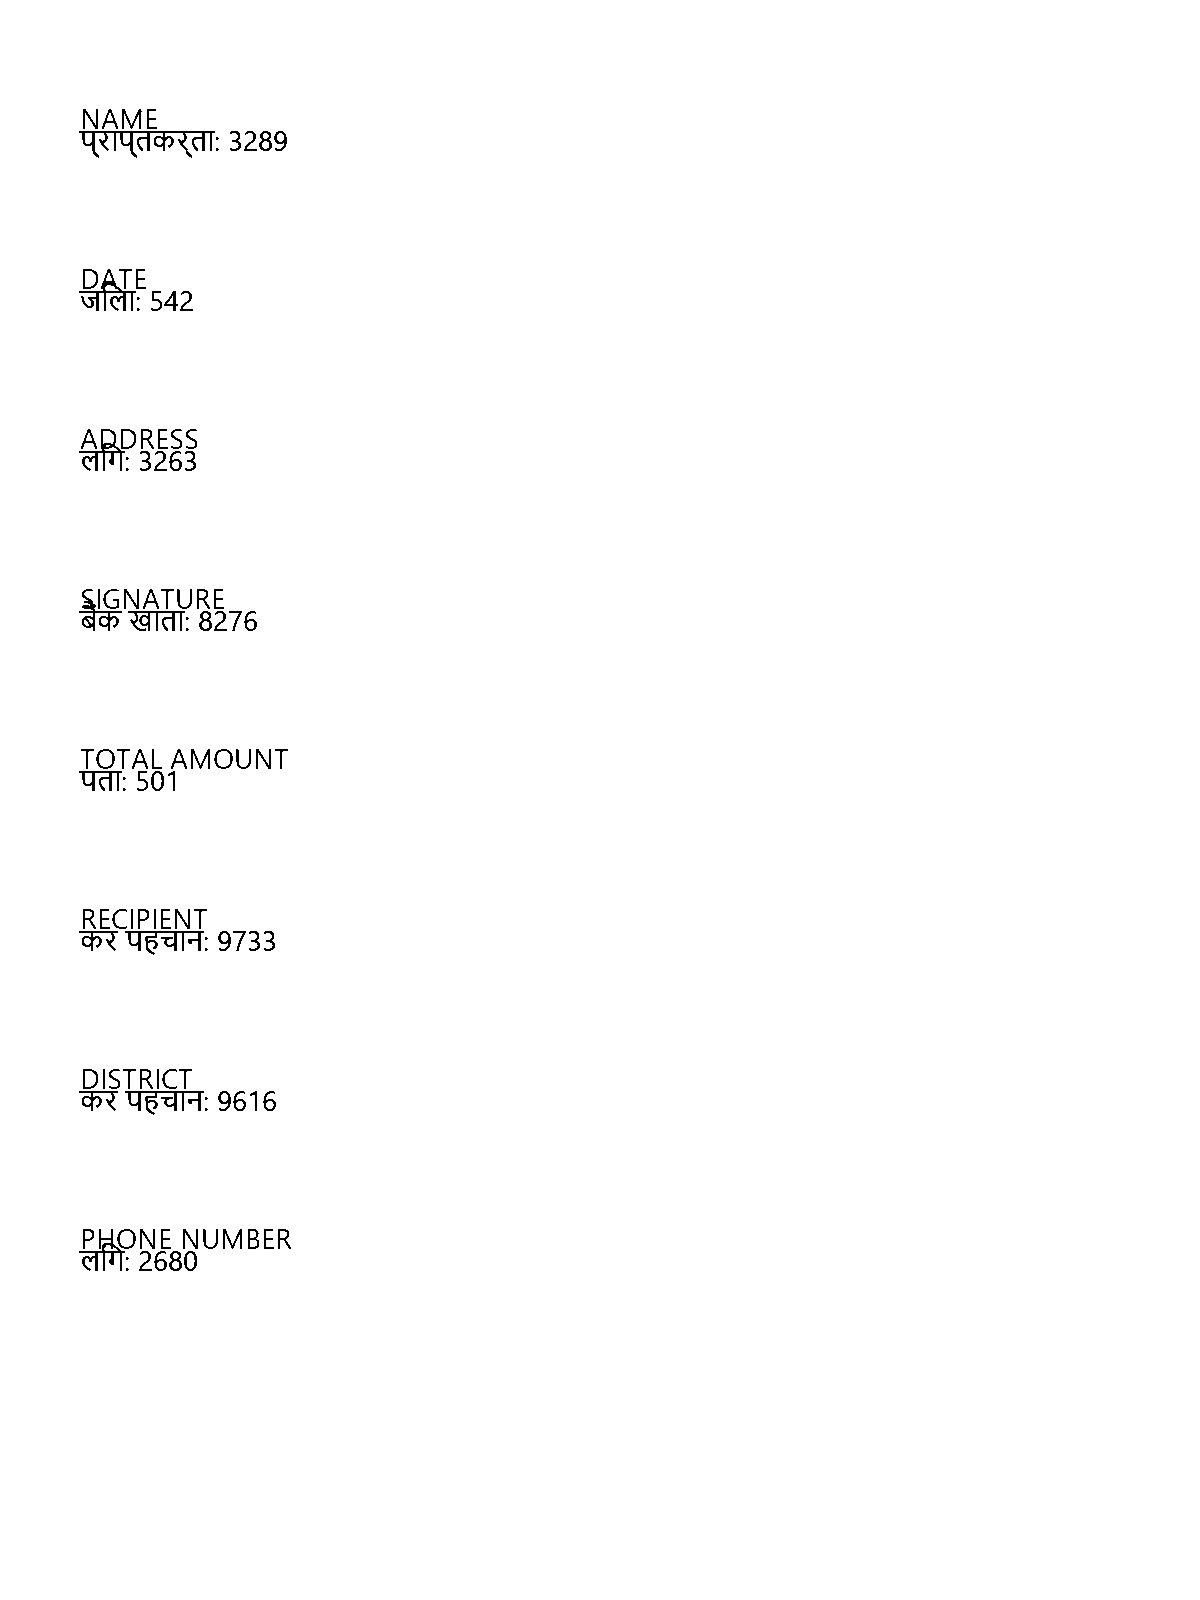 NAME
प्राप्तकर्ता: 3289
DATE
जिला: 542
ADDRESS
लिंग: 3263
SIGNATURE
बैंक खाता: 8276
TOTAL AMOUNT
पता: 501
RECIPIENT
कर पहचान: 9733
DISTRICT
कर पहचान: 9616
PHONE NUMBER
लिंग: 2680